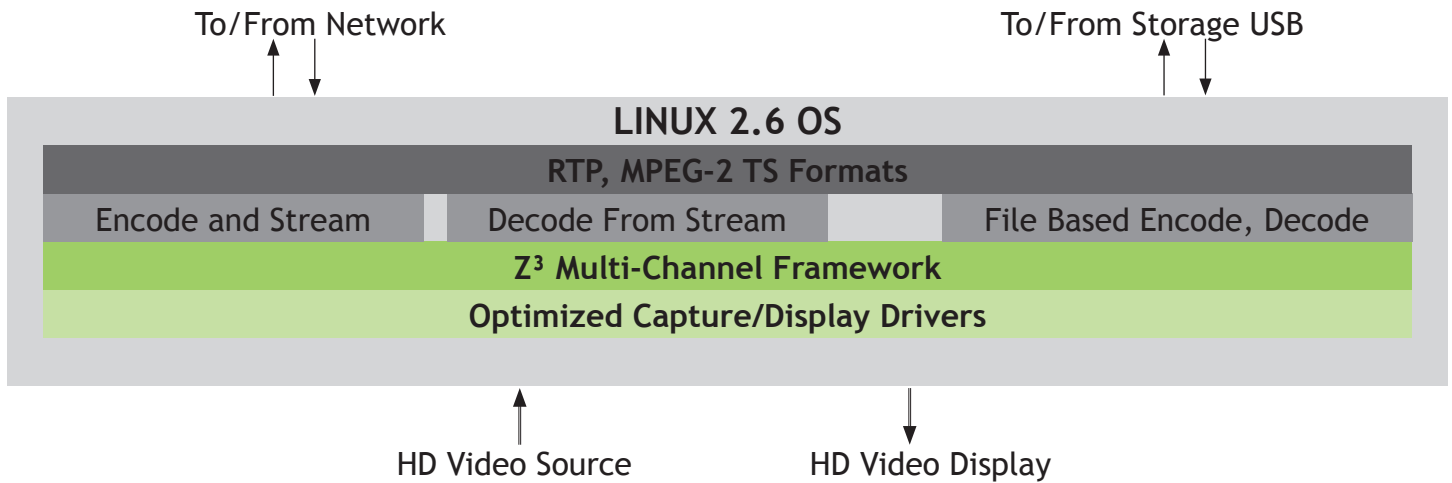 To/From Network
To/From Storage USB
LINUX 2.6 OS
RTP, MPEG-2 TS Formats
Encode and Stream
Decode From Stream
File Based Encode, Decode
Z³ Multi-Channel Framework
Optimized Capture/Display Drivers
HD Video Source
HD Video Display